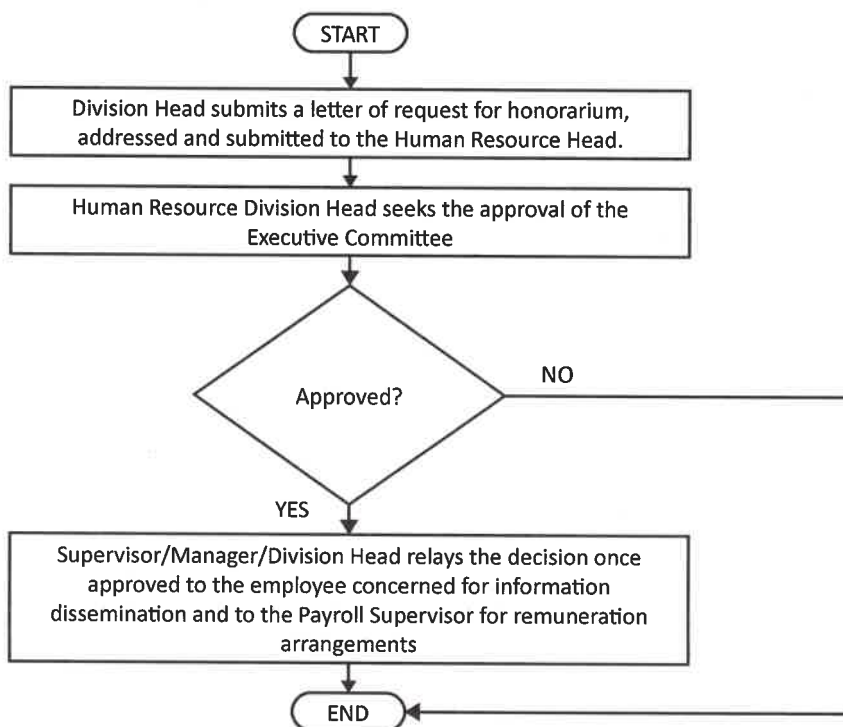 START
Division Head submits a letter of request for honorarium,
addressed and submitted to the Human Resource Head.
Human Resource Division Head seeks the approval of the
Executive Committee
Approved?
NO
YES
Supervisor/Manager/Division Head relays the decision once
approved to the employee concerned for information
dissemination and to the Payroll Supervisor for remuneration
arrangements
END